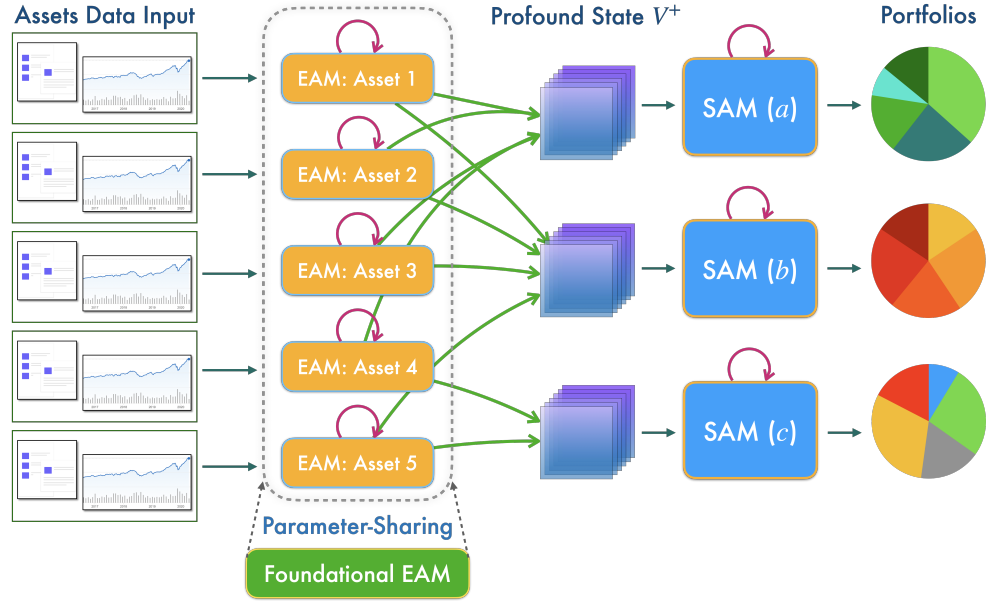 Assets Data Input
Profound State V⁺
Portfolios
EAM: Asset 1
EAM: Asset 2
EAM: Asset 3
EAM: Asset 4
EAM: Asset 5
SAM (a)
SAM (b)
SAM (c)
Parameter-Sharing
Foundational EAM